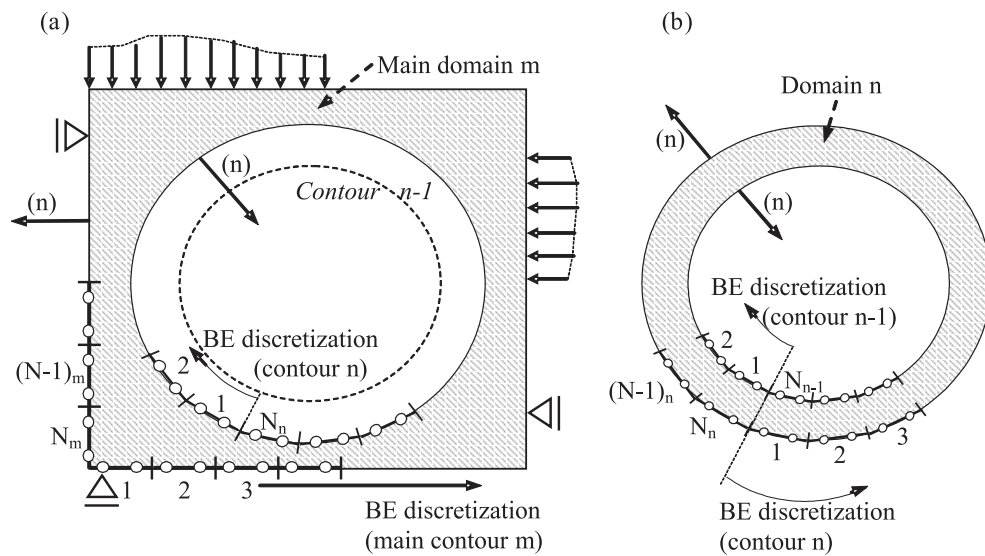 (a)
Main domain m
(n)
Contour n-1
(n)
BE discretization
(contour n)
2
1
N_n
(N-1)_m
N_m
1
2
3
BE discretization
(main contour m)
(b)
Domain n
(n)
(n)
BE discretization
(contour n-1)
2
1
N_{n-1}
(N-1)_n
N_n
1
2
3
BE discretization
(contour n)